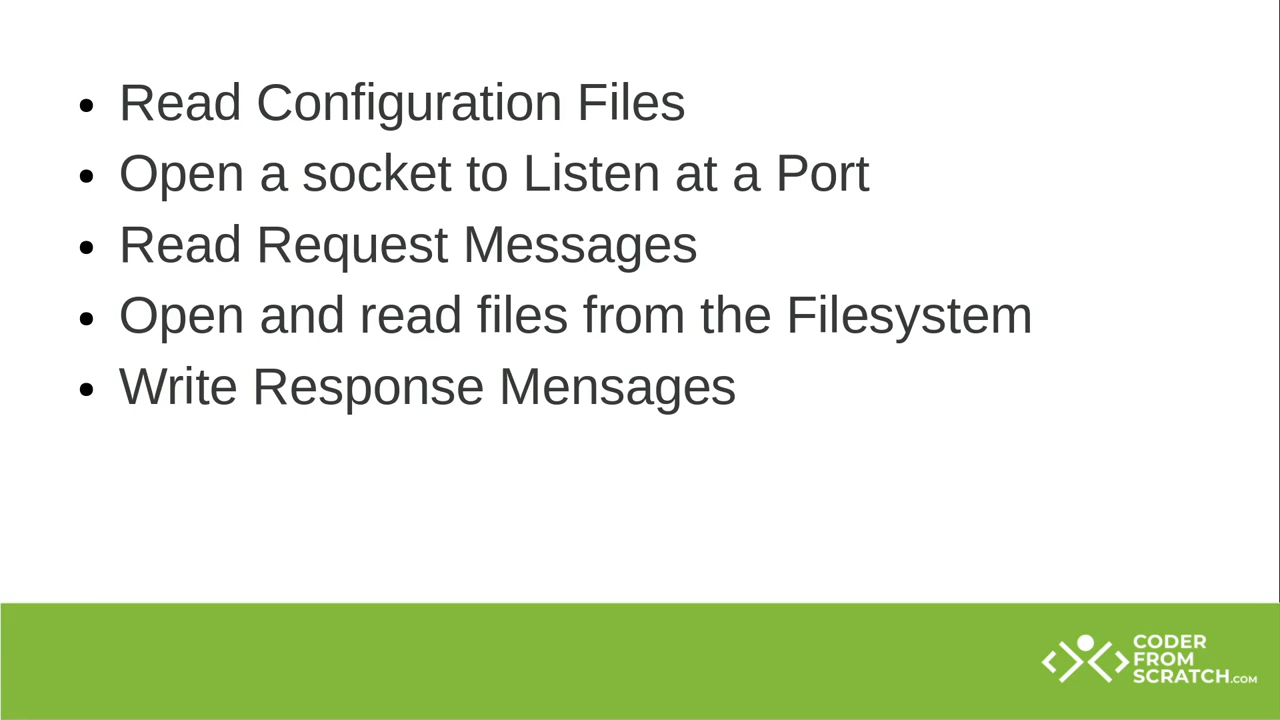 • Read Configuration Files
• Open a socket to Listen at a Port
• Read Request Messages
• Open and read files from the Filesystem
• Write Response Mensages
CODER
FROM
SCRATCH.COM